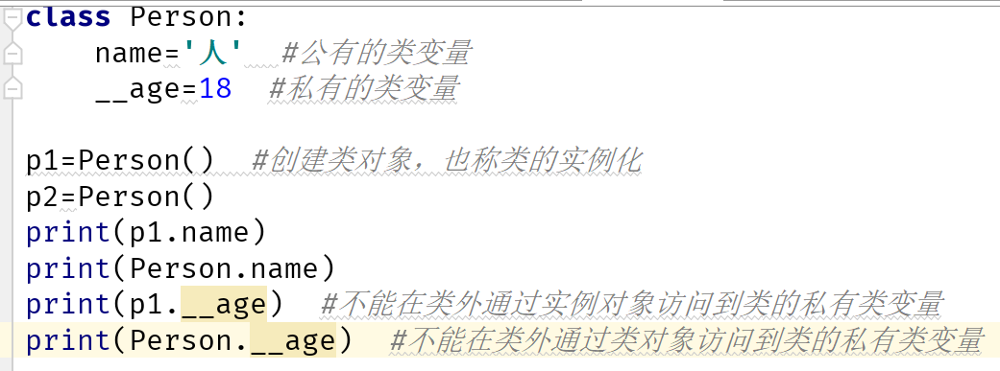 class Person:
    name='人'  #公有的类变量
    __age=18  #私有的类变量
p1=Person()  #创建类对象，也称类的实例化
p2=Person()
print(p1.name)
print(Person.name)
print(p1.__age)  #不能在类外通过实例对象访问到类的私有类变量
print(Person.__age)  #不能在类外通过类对象访问到类的私有类变量